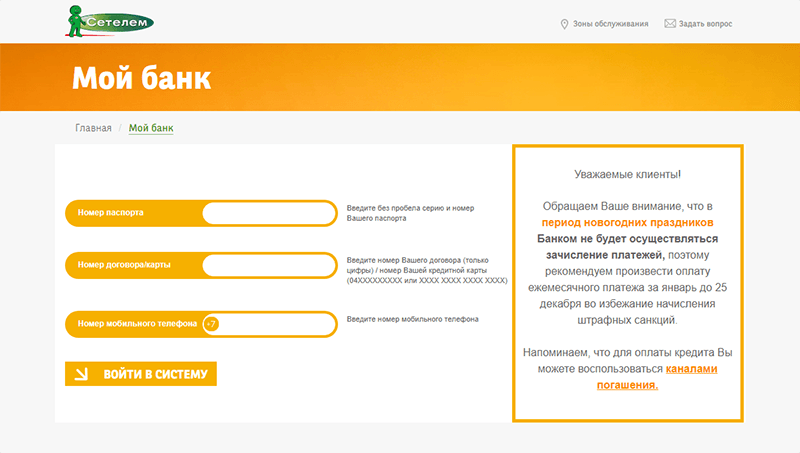 Сетелем
Зоны обслуживания
Задать вопрос
Мой банк
Главная / Мой банк
Номер паспорта
Введите без пробела серию и номер
Вашего паспорта
Номер договора/карты
Введите номер Вашего договора (только
цифры) / номер Вашей кредитной карты
(04XXXXXXXXX или XXXX XXXX XXXX XXXX)
Номер мобильного телефона
+7
Введите номер мобильного телефона
ВОЙТИ В СИСТЕМУ
Уважаемые клиенты!
Обращаем Ваше внимание, что в
период новогодних праздников
Банком не будет осуществляться
зачисление платежей, поэтому
рекомендуем произвести оплату
ежемесячного платежа за январь до 25
декабря во избежание начисления
штрафных санкций.
Напоминаем, что для оплаты кредита Вы
можете воспользоваться каналами
погашения.